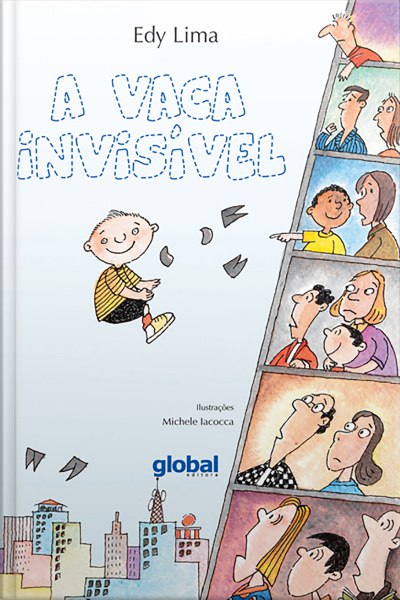 Edy Lima
A VACA
iNViSÍVEL
Ilustrações
Michele Iacocca
global
editora